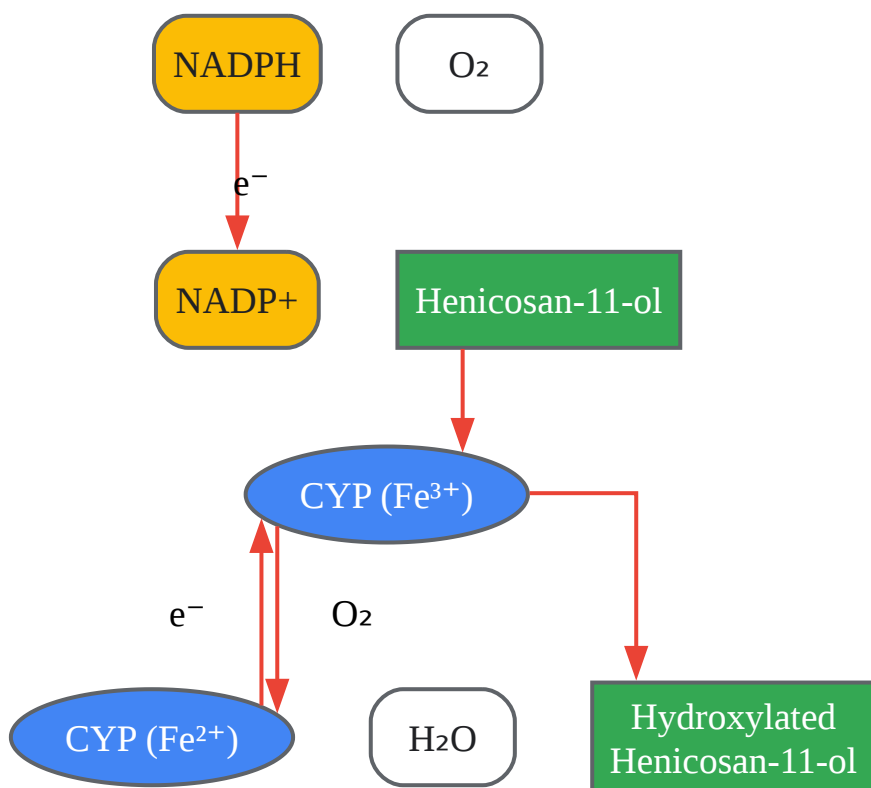 NADPH
O₂
e⁻
NADP+
Henicosan-11-ol
CYP (Fe³⁺)
e⁻
O₂
CYP (Fe²⁺)
H₂O
Hydroxylated
Henicosan-11-ol